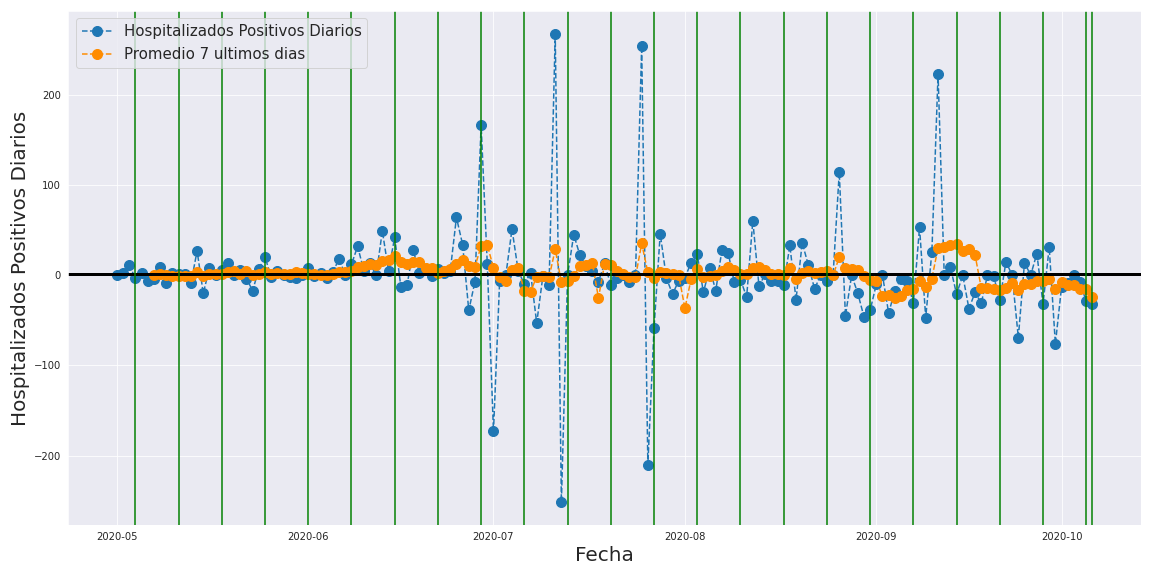 Hospitalizados Positivos Diarios
Promedio 7 ultimos dias
Hospitalizados Positivos Diarios
200
100
0
−100
−200
2020-05
2020-06
2020-07
2020-08
2020-09
2020-10
Fecha